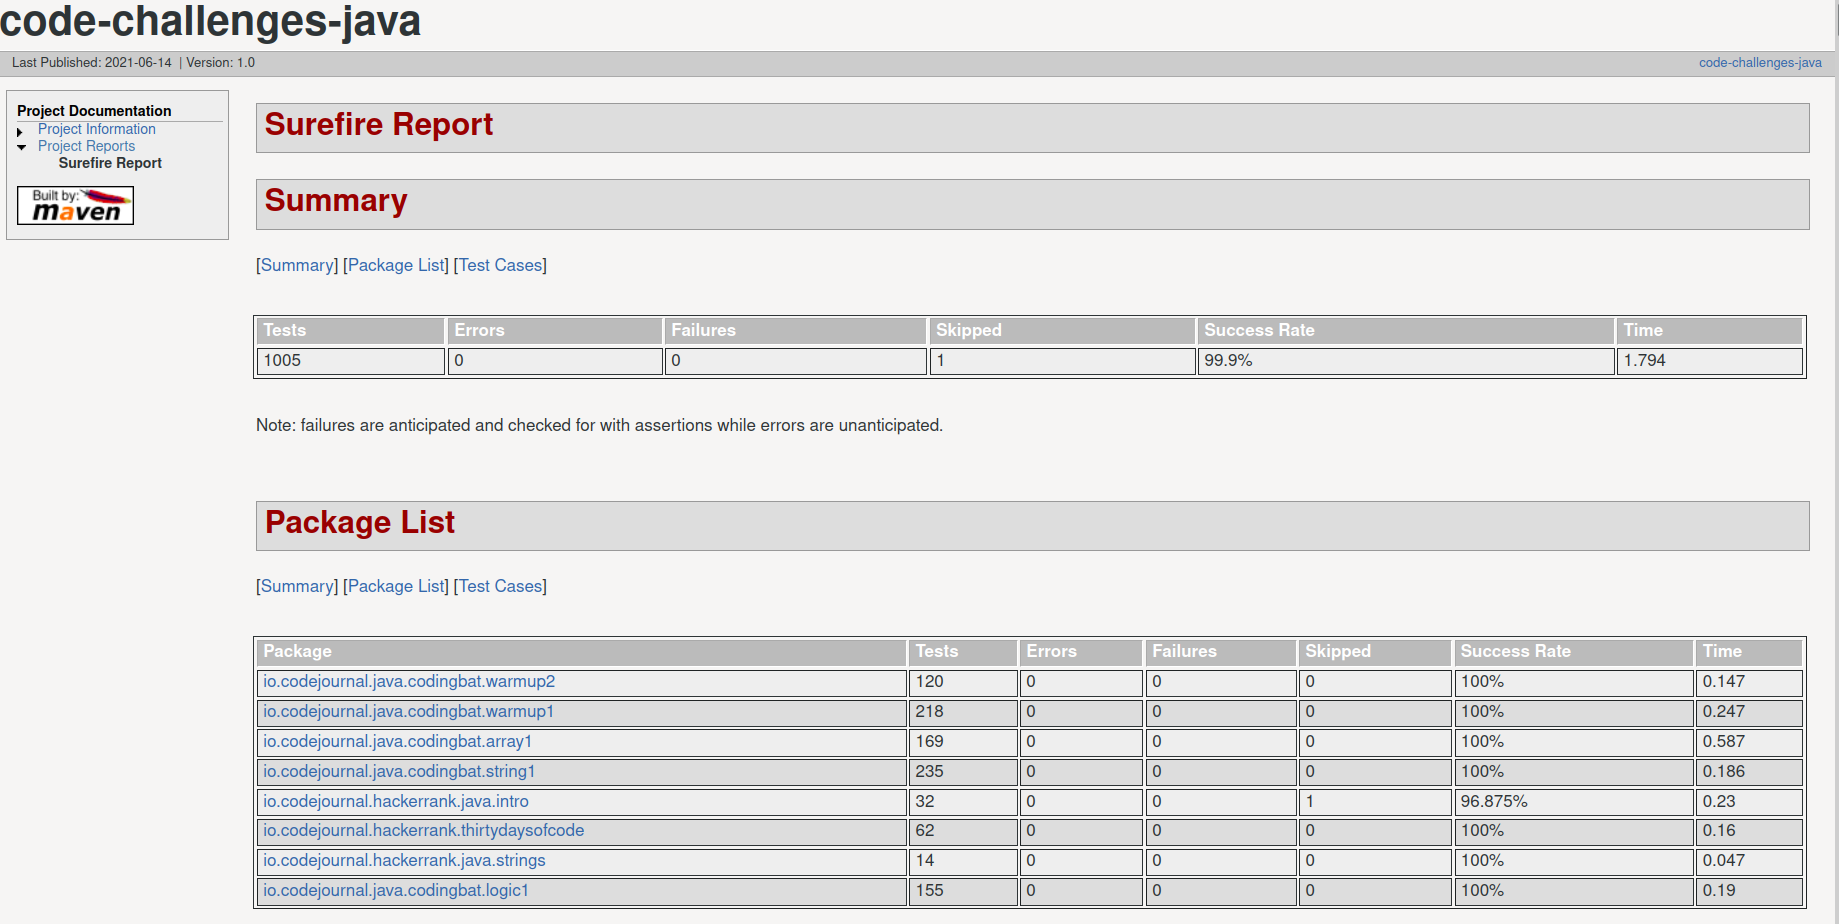 code-challenges-java
Last Published: 2021-06-14 | Version: 1.0
code-challenges-java
Project Documentation
Project Information
Project Reports
Surefire Report
Built by:
maven
Surefire Report
Summary
[Summary] [Package List] [Test Cases]
Tests Errors Failures Skipped Success Rate Time
1005 0 0 1 99.9% 1.794
Note: failures are anticipated and checked for with assertions while errors are unanticipated.
Package List
[Summary] [Package List] [Test Cases]
Package Tests Errors Failures Skipped Success Rate Time
io.codejournal.java.codingbat.warmup2 120 0 0 0 100% 0.147
io.codejournal.java.codingbat.warmup1 218 0 0 0 100% 0.247
io.codejournal.java.codingbat.array1 169 0 0 0 100% 0.587
io.codejournal.java.codingbat.string1 235 0 0 0 100% 0.186
io.codejournal.hackerrank.java.intro 32 0 0 1 96.875% 0.23
io.codejournal.hackerrank.thirtydaysofcode 62 0 0 0 100% 0.16
io.codejournal.hackerrank.java.strings 14 0 0 0 100% 0.047
io.codejournal.java.codingbat.logic1 155 0 0 0 100% 0.19